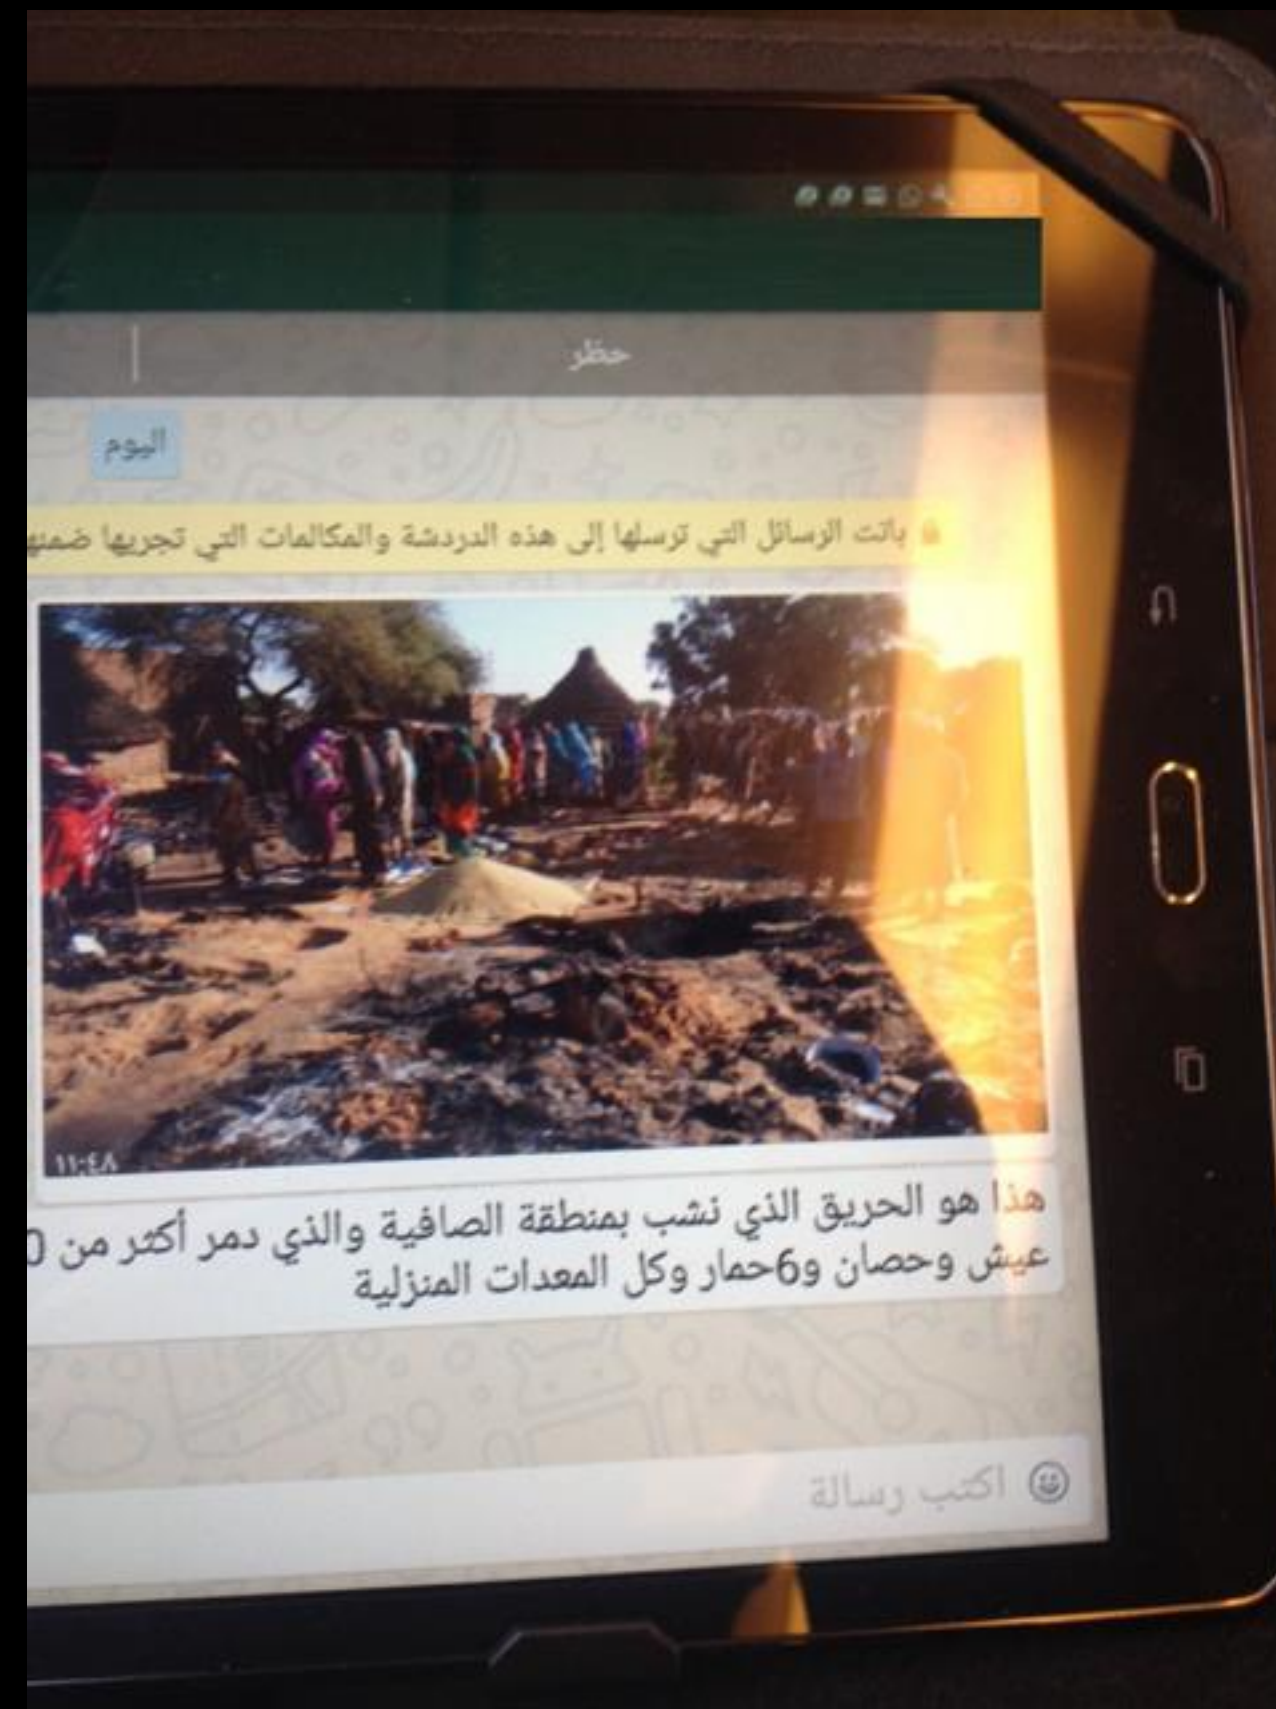 حظر
اليوم
باتت الرسائل التي ترسلها إلى هذه الدردشة والمكالمات التي تجريها ضمنها
١١:٤٨
هذا هو الحريق الذي نشب بمنطقة الصافية والذي دمر أكثر من
عيش وحصان و6حمار وكل المعدات المنزلية
اكتب رسالة